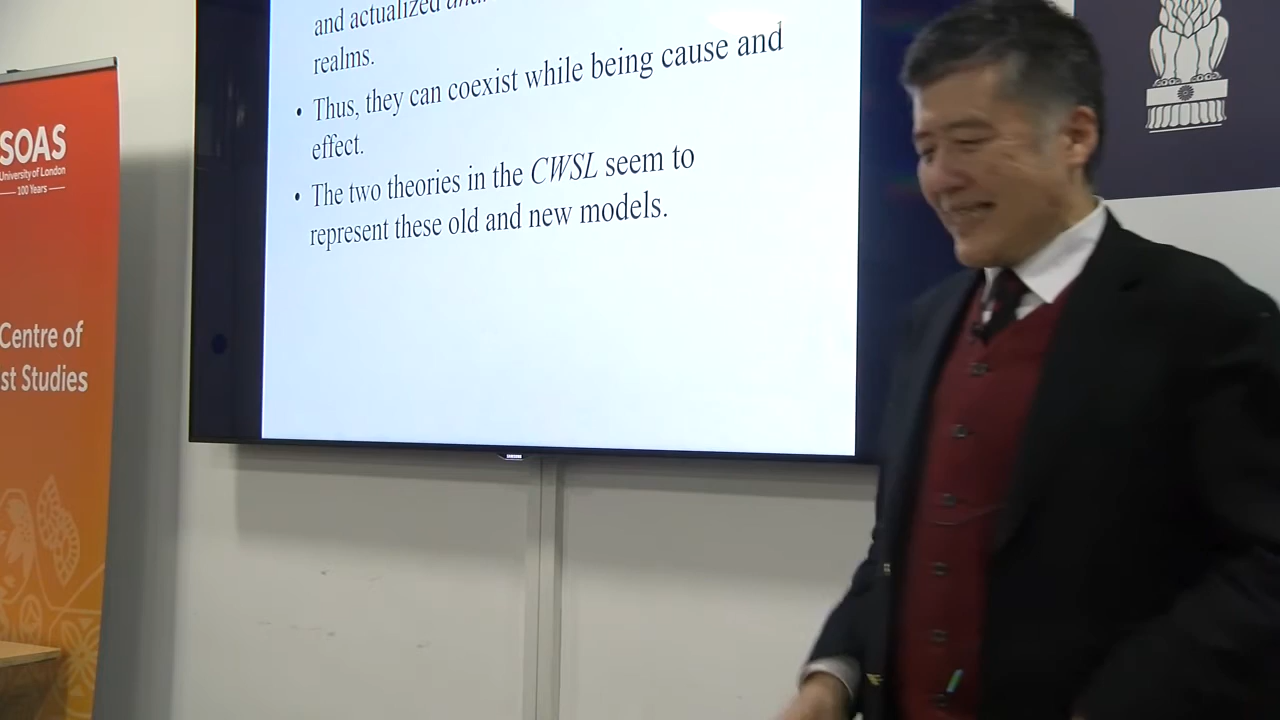 SOAS
University of London
100 Years
Centre of
st Studies
and actualized
realms.
• Thus, they can coexist while being cause and
effect.
• The two theories in the CWSL seem to
represent these old and new models.
SAMSUNG